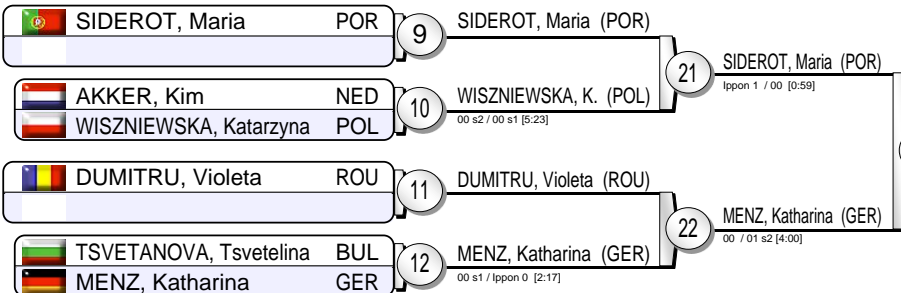 SIDEROT, Maria POR
9
SIDEROT, Maria (POR)
21
SIDEROT, Maria (POR)
Ippon 1 / 00 [0:59]
AKKER, Kim NED
WISZNIEWSKA, Katarzyna POL
10
WISZNIEWSKA, K. (POL)
00 s2 / 00 s1 [5:23]
DUMITRU, Violeta ROU
11
DUMITRU, Violeta (ROU)
22
MENZ, Katharina (GER)
00 / 01 s2 [4:00]
TSVETANOVA, Tsvetelina BUL
MENZ, Katharina GER
12
MENZ, Katharina (GER)
00 s1 / Ippon 0 [2:17]